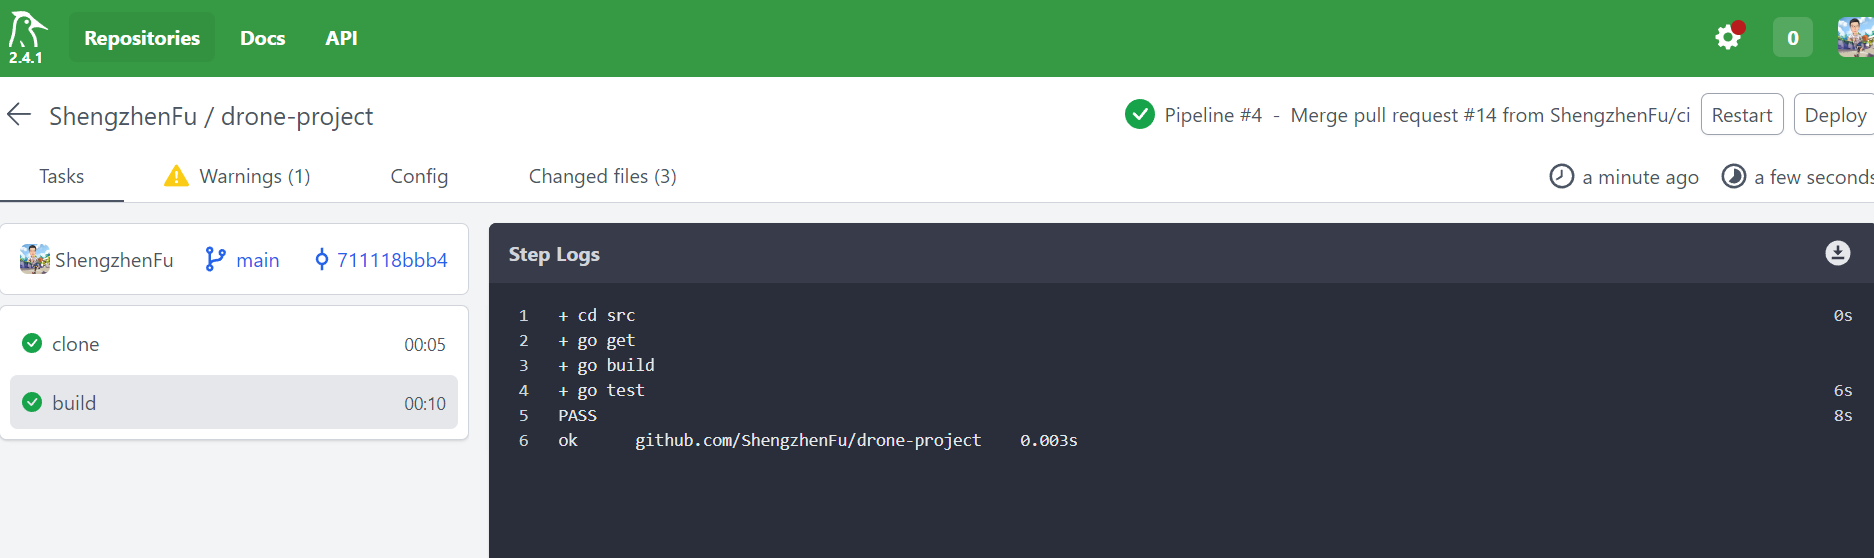 Repositories Docs API 0
2.4.1
ShengzhenFu / drone-project Pipeline #4 - Merge pull request #14 from ShengzhenFu/ci Restart Deploy
Tasks Warnings (1) Config Changed files (3) a minute ago a few seconds
ShengzhenFu main 711118bbb4
clone 00:05
build 00:10
Step Logs
1 + cd src 0s
2 + go get
3 + go build
4 + go test 6s
5 PASS 8s
6 ok github.com/ShengzhenFu/drone-project 0.003s